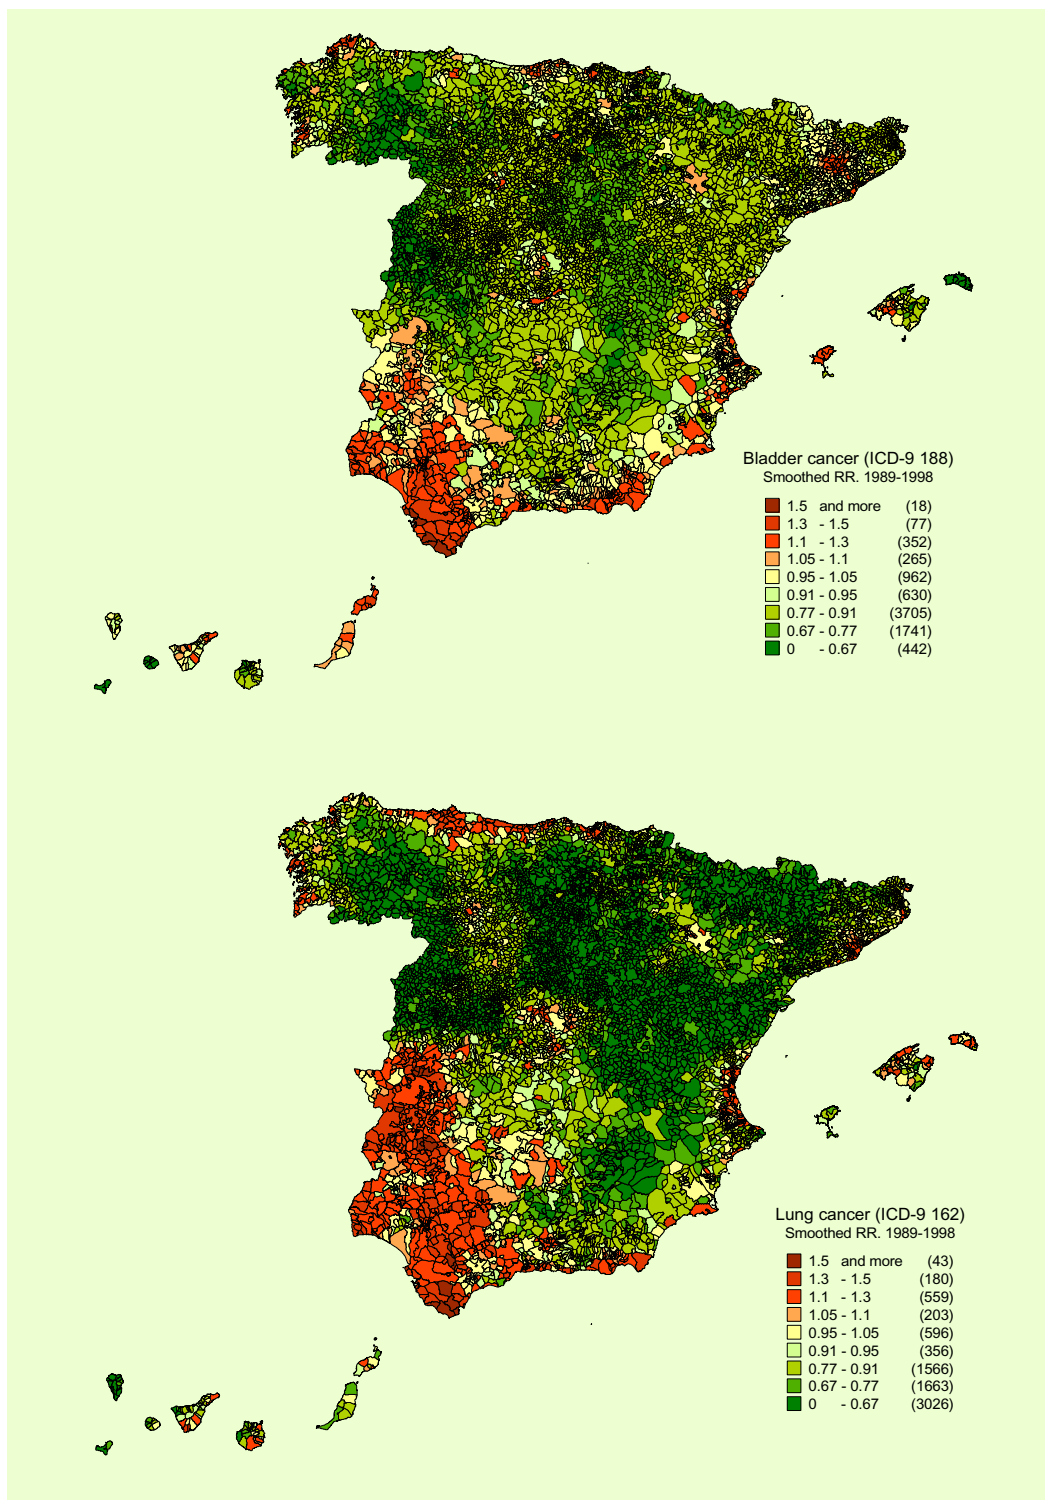 Bladder cancer (ICD-9 188)
Smoothed RR. 1989-1998
1.5 and more (18)
1.3 - 1.5 (77)
1.1 - 1.3 (352)
1.05 - 1.1 (265)
0.95 - 1.05 (962)
0.91 - 0.95 (630)
0.77 - 0.91 (3705)
0.67 - 0.77 (1741)
0 - 0.67 (442)
Lung cancer (ICD-9 162)
Smoothed RR. 1989-1998
1.5 and more (43)
1.3 - 1.5 (180)
1.1 - 1.3 (559)
1.05 - 1.1 (203)
0.95 - 1.05 (596)
0.91 - 0.95 (356)
0.77 - 0.91 (1566)
0.67 - 0.77 (1663)
0 - 0.67 (3026)